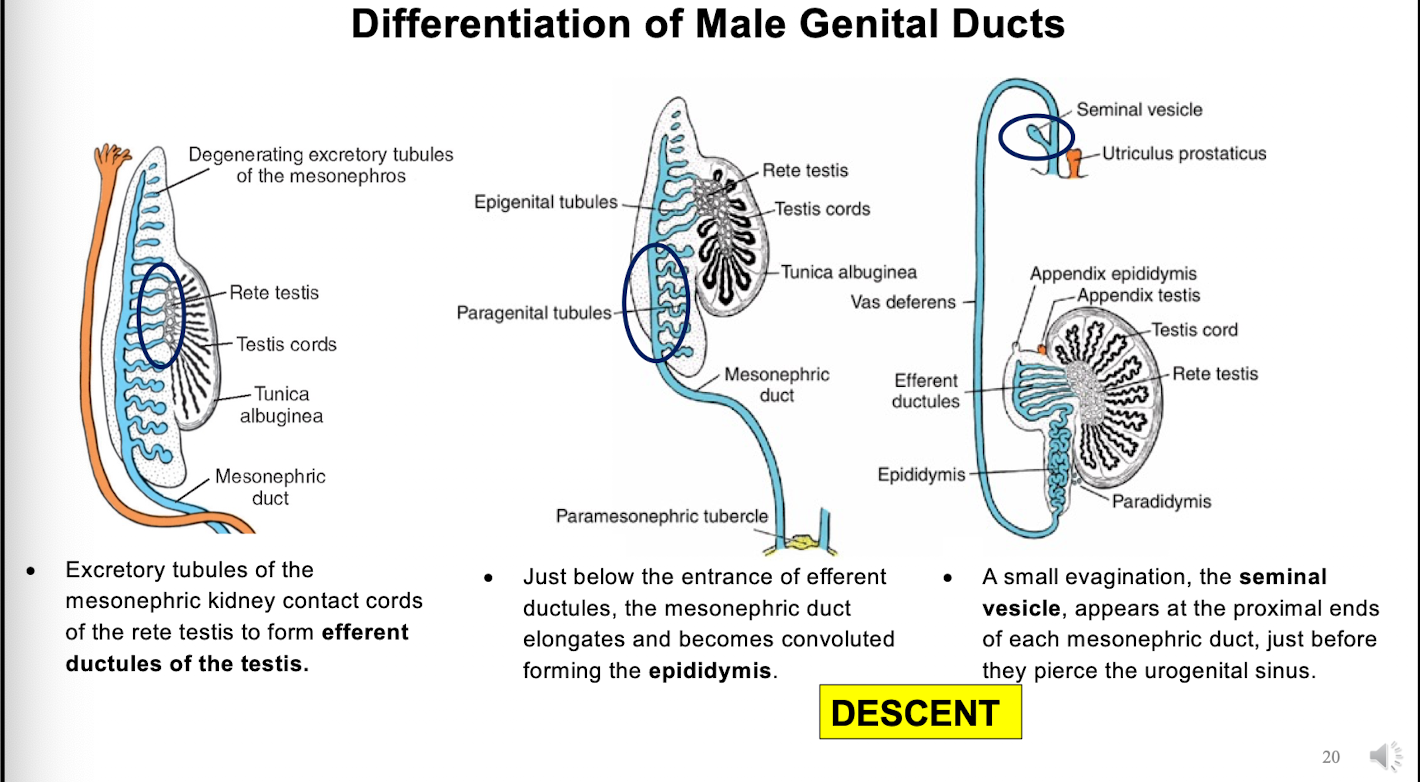 Differentiation of Male Genital Ducts
Degenerating excretory tubules
of the mesonephros
Rete testis
Testis cords
Tunica
albuginea
Mesonephric
duct
Epigenital tubules
Rete testis
Testis cords
Tunica albuginea
Paragenital tubules
Mesonephric
duct
Paramesonephric tubercle
Seminal vesicle
Utriculus prostaticus
Appendix epididymis
Appendix testis
Vas deferens
Testis cord
Rete testis
Efferent
ductules
Epididymis
Paradidymis
• Excretory tubules of the
mesonephric kidney contact cords
of the rete testis to form efferent
ductules of the testis.
• Just below the entrance of efferent
ductules, the mesonephric duct
elongates and becomes convoluted
forming the epididymis.
• A small evagination, the seminal
vesicle, appears at the proximal ends
of each mesonephric duct, just before
they pierce the urogenital sinus.
DESCENT
20